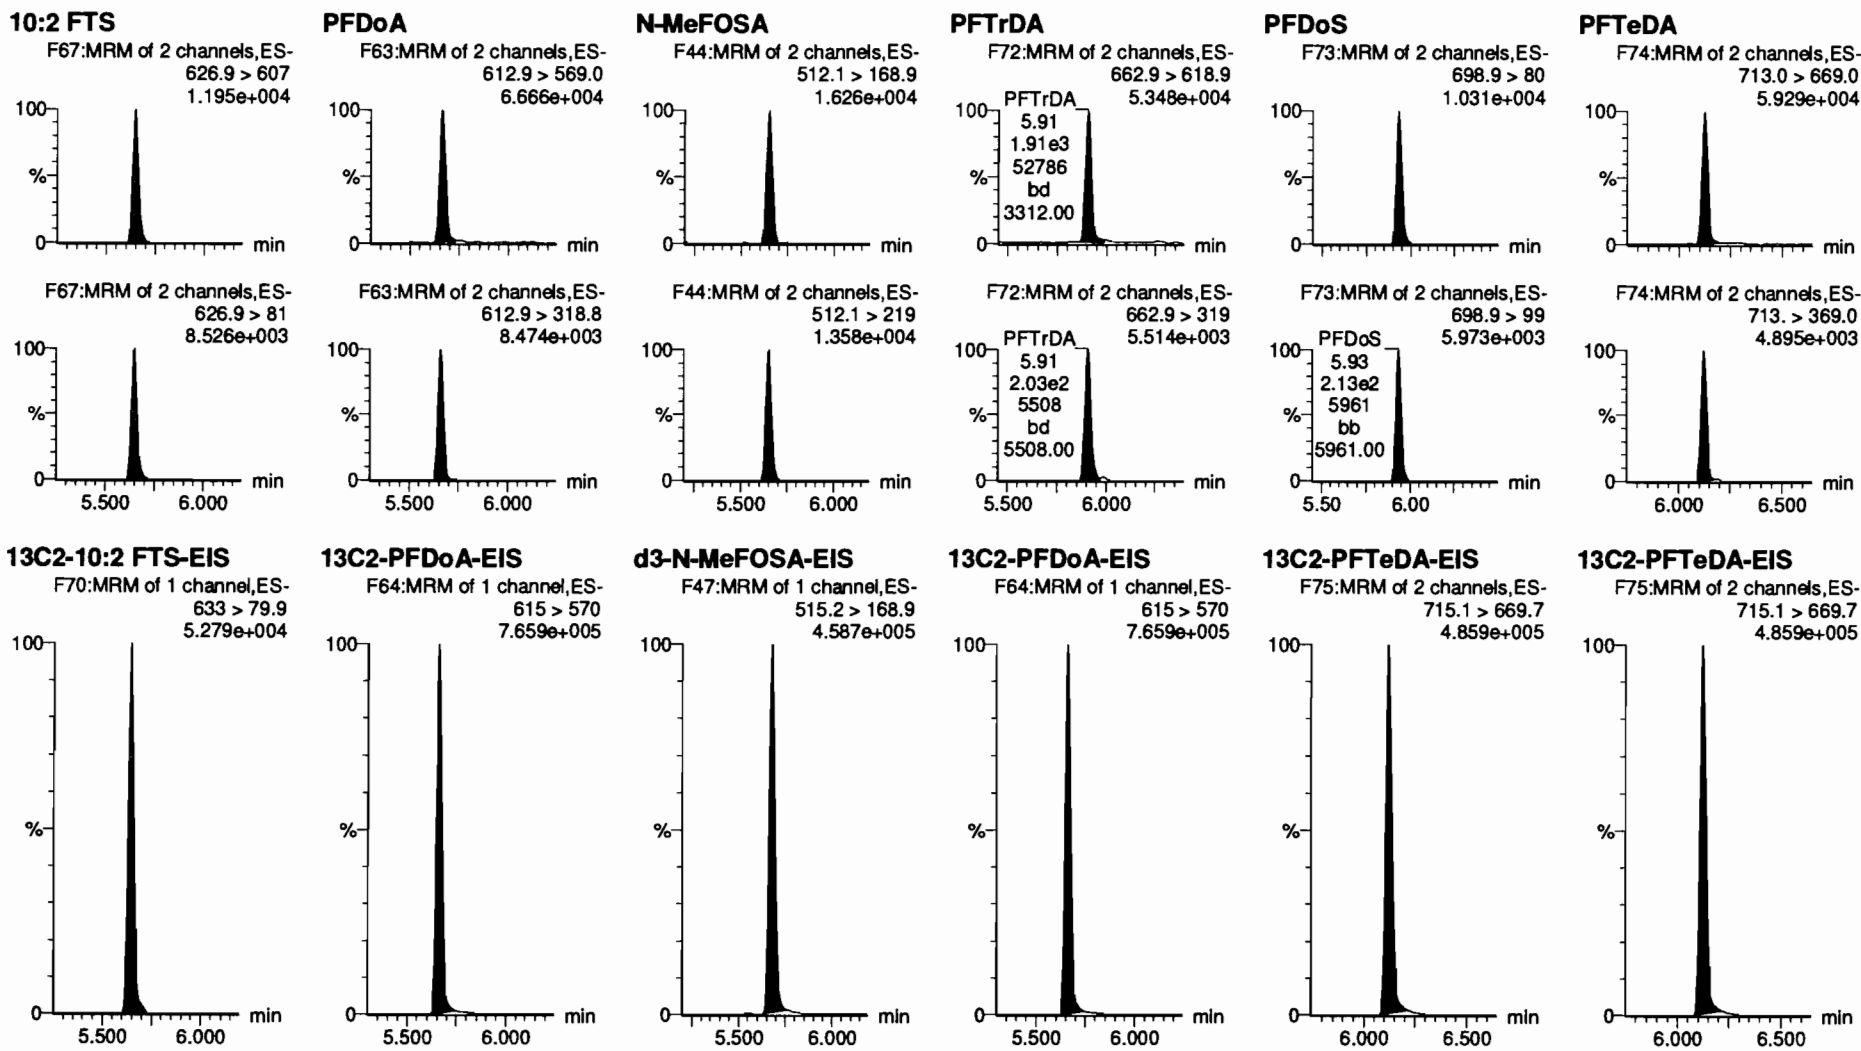 10:2 FTS
F67:MRM of 2 channels,ES-
626.9 > 607
1.195e+004
100
%
0
min
PFDoA
F63:MRM of 2 channels,ES-
612.9 > 569.0
6.666e+004
100
%
0
min
N-MeFOSA
F44:MRM of 2 channels,ES-
512.1 > 168.9
1.626e+004
100
%
0
min
PFTrDA
F72:MRM of 2 channels,ES-
662.9 > 618.9
5.348e+004
PFTrDA
5.91
1.91e3
52786
bd
3312.00
100
%
0
min
PFDoS
F73:MRM of 2 channels,ES-
698.9 > 80
1.031e+004
100
%
0
min
PFTeDA
F74:MRM of 2 channels,ES-
713.0 > 669.0
5.929e+004
100
%
0
min
F67:MRM of 2 channels,ES-
626.9 > 81
8.526e+003
100
%
0
min
5.500 6.000
F63:MRM of 2 channels,ES-
612.9 > 318.8
8.474e+003
100
%
0
min
5.500 6.000
F44:MRM of 2 channels,ES-
512.1 > 219
1.358e+004
100
%
0
min
5.500 6.000
F72:MRM of 2 channels,ES-
662.9 > 319
5.514e+003
PFTrDA
5.91
2.03e2
5508
bd
5508.00
100
%
0
min
5.500 6.000
F73:MRM of 2 channels,ES-
698.9 > 99
5.973e+003
PFDoS
5.93
2.13e2
5961
bb
5961.00
100
%
0
min
5.50 6.00
F74:MRM of 2 channels,ES-
713. > 369.0
4.895e+003
100
%
0
min
6.000 6.500
13C2-10:2 FTS-EIS
F70:MRM of 1 channel,ES-
633 > 79.9
5.279e+004
100
%
0
min
5.500 6.000
13C2-PFDoA-EIS
F64:MRM of 1 channel,ES-
615 > 570
7.659e+005
100
%
0
min
5.500 6.000
d3-N-MeFOSA-EIS
F47:MRM of 1 channel,ES-
515.2 > 168.9
4.587e+005
100
%
0
min
5.500 6.000
13C2-PFDoA-EIS
F64:MRM of 1 channel,ES-
615 > 570
7.659e+005
100
%
0
min
5.500 6.000
13C2-PFTeDA-EIS
F75:MRM of 2 channels,ES-
715.1 > 669.7
4.859e+005
100
%
0
min
6.000 6.500
13C2-PFTeDA-EIS
F75:MRM of 2 channels,ES-
715.1 > 669.7
4.859e+005
100
%
0
min
6.000 6.500